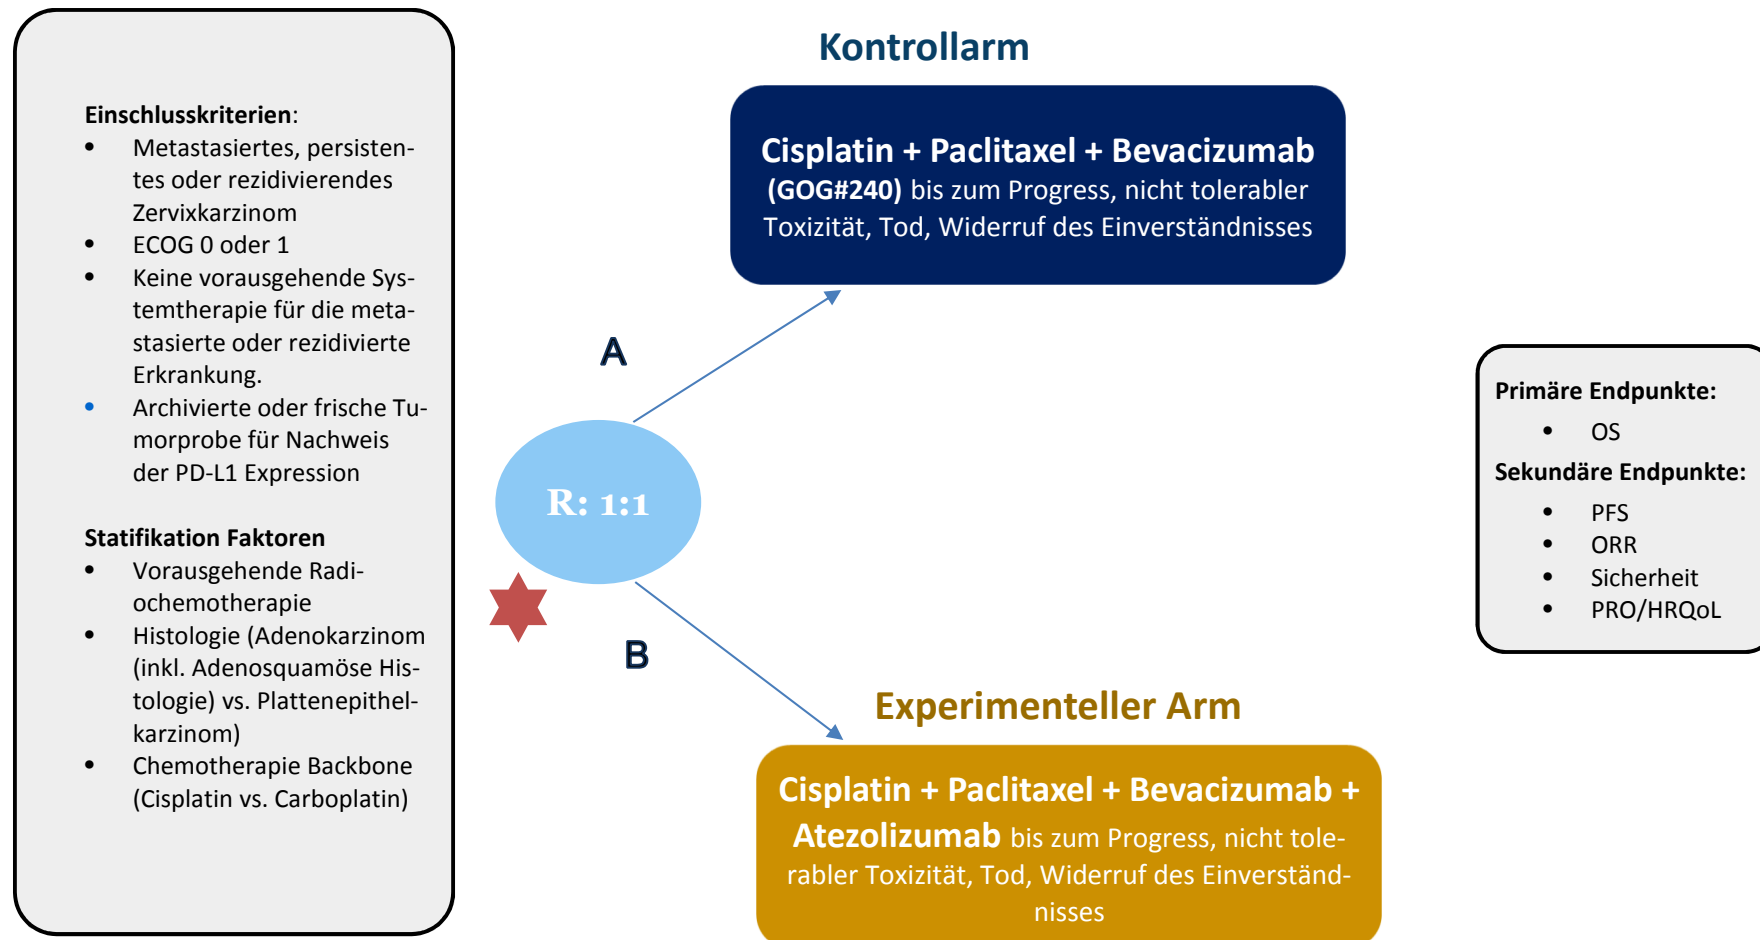 Einschlusskriterien:
• Metastasiertes, persisten-
tes oder rezidivierendes
Zervixkarzinom
• ECOG 0 oder 1
• Keine vorausgehende Sys-
temtherapie für die meta-
stasierte oder rezidivierte
Erkrankung.
• Archivierte oder frische Tu-
morprobe für Nachweis
der PD-L1 Expression
Statifikation Faktoren
• Vorausgehende Radi-
ochemotherapie
• Histologie (Adenokarzinom
(inkl. Adenosquamöse His-
tologie) vs. Plattenepithel-
karzinom)
• Chemotherapie Backbone
(Cisplatin vs. Carboplatin)
Kontrollarm
Cisplatin + Paclitaxel + Bevacizumab
(GOG#240) bis zum Progress, nicht tolerabler
Toxizität, Tod, Widerruf des Einverständnisses
A
R: 1:1
B
Experimenteller Arm
Cisplatin + Paclitaxel + Bevacizumab +
Atezolizumab bis zum Progress, nicht tole-
rabler Toxizität, Tod, Widerruf des Einverständ-
nisses
Primäre Endpunkte:
• OS
Sekundäre Endpunkte:
• PFS
• ORR
• Sicherheit
• PRO/HRQoL